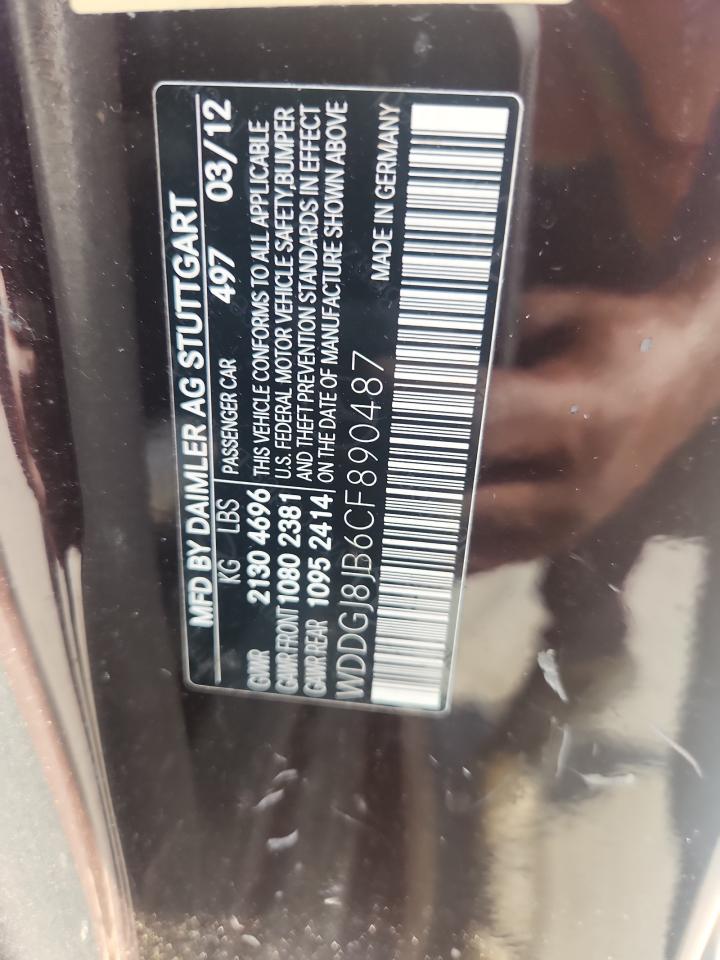 MFD BY DAIMLER AG STUTTGART
KG LBS PASSENGER CAR 497 03/12
GWR 2130 4696
GAWR FRONT 1080 2381
GAWR REAR 1095 2414
THIS VEHICLE CONFORMS TO ALL APPLICABLE
U.S. FEDERAL MOTOR VEHICLE SAFETY,BUMPER
AND THEFT PREVENTION STANDARDS IN EFFECT
ON THE DATE OF MANUFACTURE SHOWN ABOVE
WDDGJ8JB6CF890487
MADE IN GERMANY